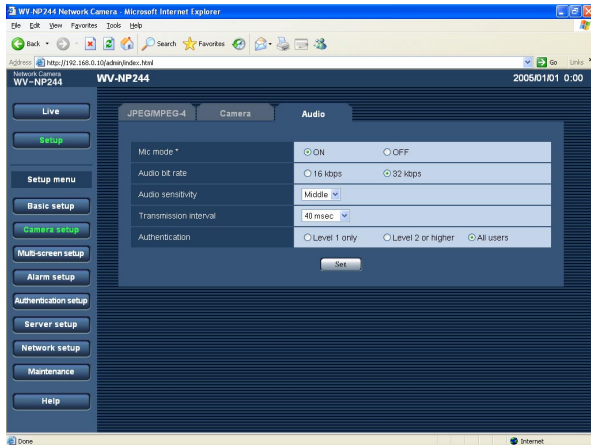 WV-NP244 Network Camera - Microsoft Internet Explorer
File Edit View Favorites Tools Help
Back Search Favorites
Address http://192.168.0.10/admin/index.html Go Links
Network Camera
WV-NP244
WV-NP244
2005/01/01 0:00
Live
Setup
Setup menu
Basic setup
Camera setup
Multi-screen setup
Alarm setup
Authentication setup
Server setup
Network setup
Maintenance
Help
JPEG/MPEG-4 Camera Audio
Mic mode * ON OFF
Audio bit rate 16 kbps 32 kbps
Audio sensitivity Middle
Transmission interval 40 msec
Authentication Level 1 only Level 2 or higher All users
Set
Done Internet